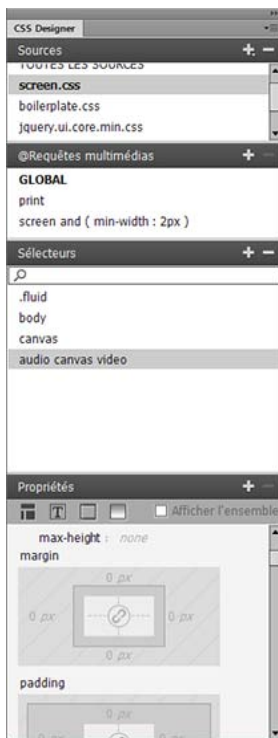 CSS Designer
Sources
TOUTES LES SOURCES
screen.css
boilerplate.css
jquery.ui.core.min.css
@Requêtes multimédias
GLOBAL
print
screen and ( min-width : 2px )
Sélecteurs
.fluid
body
canvas
audio canvas video
Propriétés
T Afficher l'ensemble
max-height : none
margin
0 px
0 px 0 px
0 px
padding
0 px